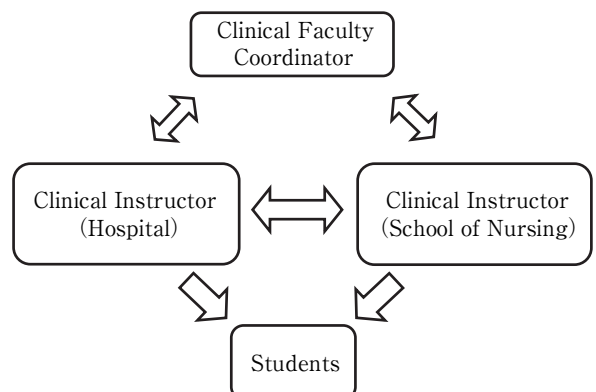 Clinical Faculty
Coordinator
Clinical Instructor
(Hospital)
Clinical Instructor
(School of Nursing)
Students